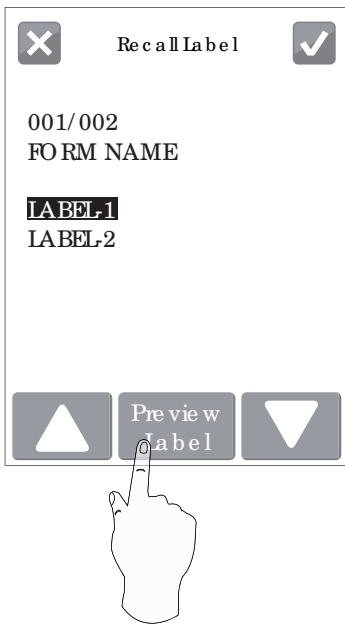 Recall Label
001/002
FORM NAME
LABEL-1
LABEL-2
Preview
Label